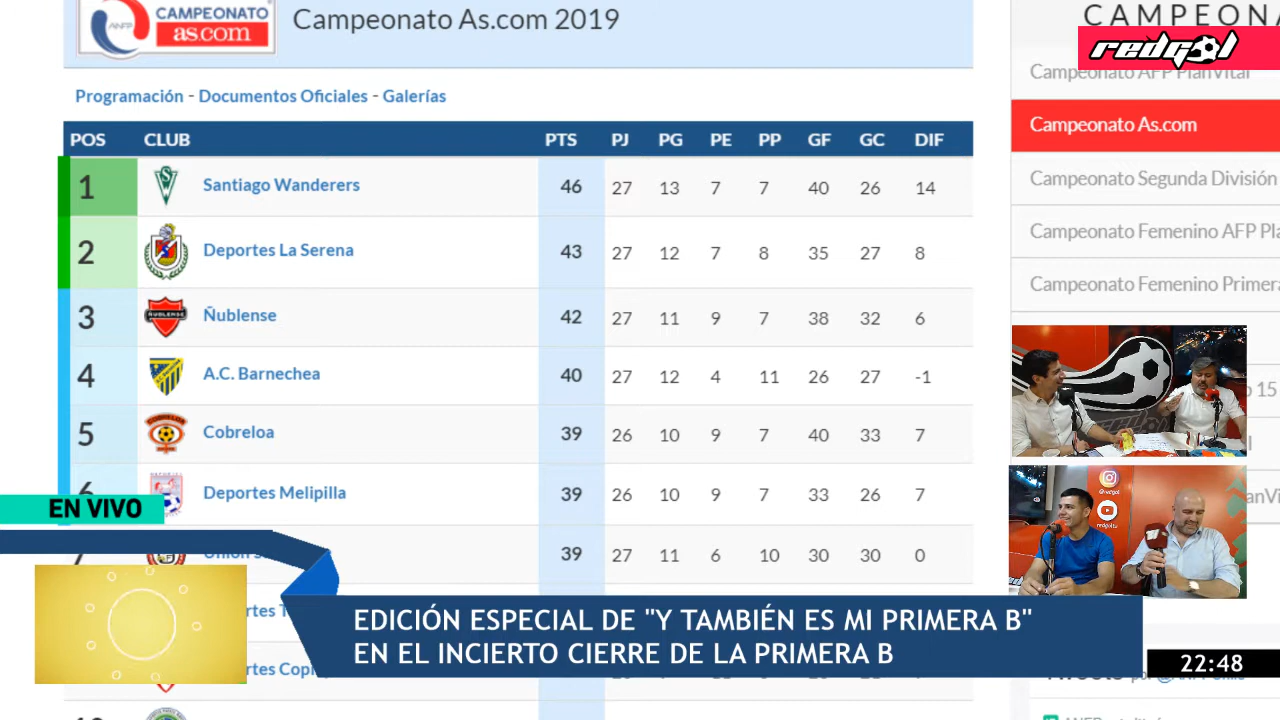 CAMPEONATO
as.com
ANFP
Campeonato As.com 2019
Programación - Documentos Oficiales - Galerías
POS CLUB PTS PJ PG PE PP GF GC DIF
1 Santiago Wanderers 46 27 13 7 7 40 26 14
2 Deportes La Serena 43 27 12 7 8 35 27 8
3 Ñublense 42 27 11 9 7 38 32 6
4 A.C. Barnechea 40 27 12 4 11 26 27 -1
5 Cobreloa 39 26 10 9 7 40 33 7
6 Deportes Melipilla 39 26 10 9 7 33 26 7
39 27 11 6 10 30 30 0
redgol
Campeonato AFP PlanVital
Campeonato As.com
Campeonato Segunda División
Campeonato Femenino AFP Pla
Campeonato Femenino Primera
15
@redgol
redgoltv
EN VIVO
EDICIÓN ESPECIAL DE "Y TAMBIÉN ES MI PRIMERA B"
EN EL INCIERTO CIERRE DE LA PRIMERA B
22:48